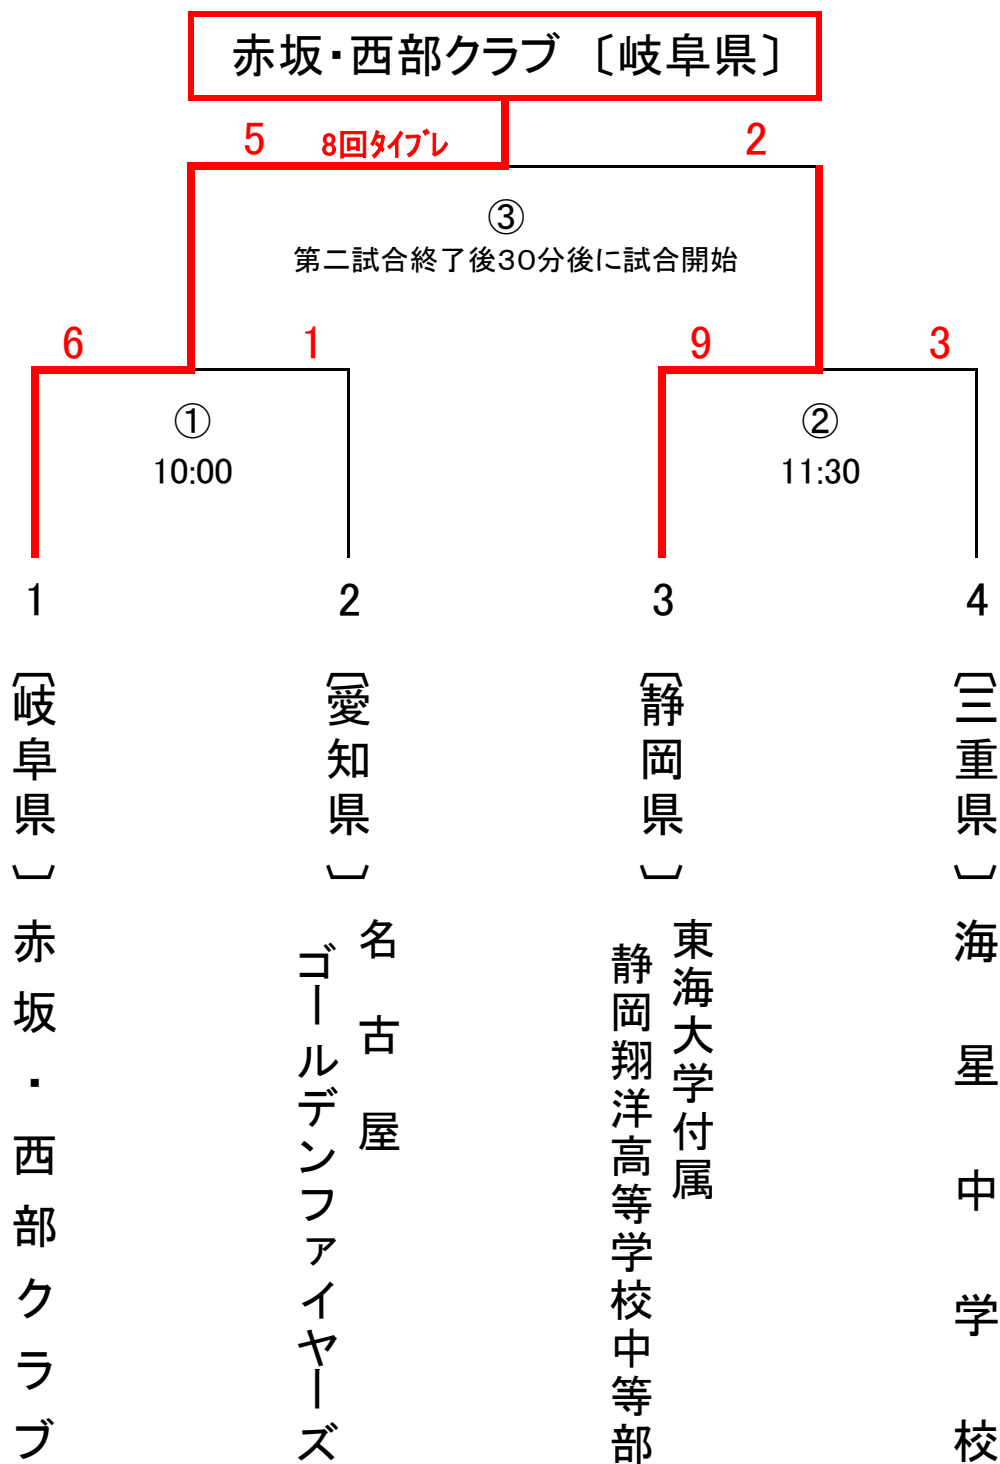 赤坂・西部クラブ 〔岐阜県〕
5 8回ﾀｲﾌﾞﾚ 2
③
第二試合終了後30分後に試合開始
6 1 9 3
① ②
10:00 11:30
1 2 3 4
〔岐阜県〕赤坂・西部クラブ
〔愛知県〕
名古屋
ゴールデンファイヤーズ
〔静岡県〕
東海大学付属
静岡翔洋高等学校中等部
〔三重県〕海星中学校